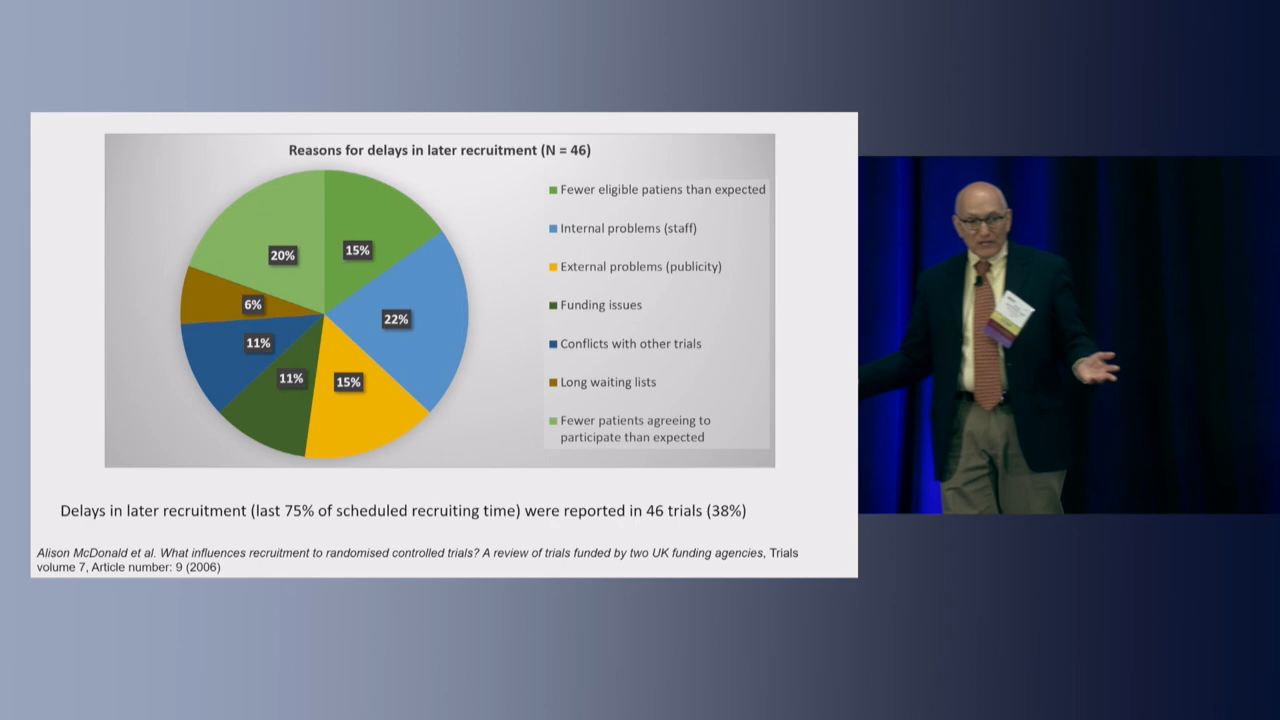 Reasons for delays in later recruitment (N = 46)
20%
15%
6%
22%
11%
11%
15%
Fewer eligible patiens than expected
Internal problems (staff)
External problems (publicity)
Funding issues
Conflicts with other trials
Long waiting lists
Fewer patients agreeing to
participate than expected
Delays in later recruitment (last 75% of scheduled recruiting time) were reported in 46 trials (38%)
Alison McDonald et al. What influences recruitment to randomised controlled trials? A review of trials funded by two UK funding agencies, Trials
volume 7, Article number: 9 (2006)